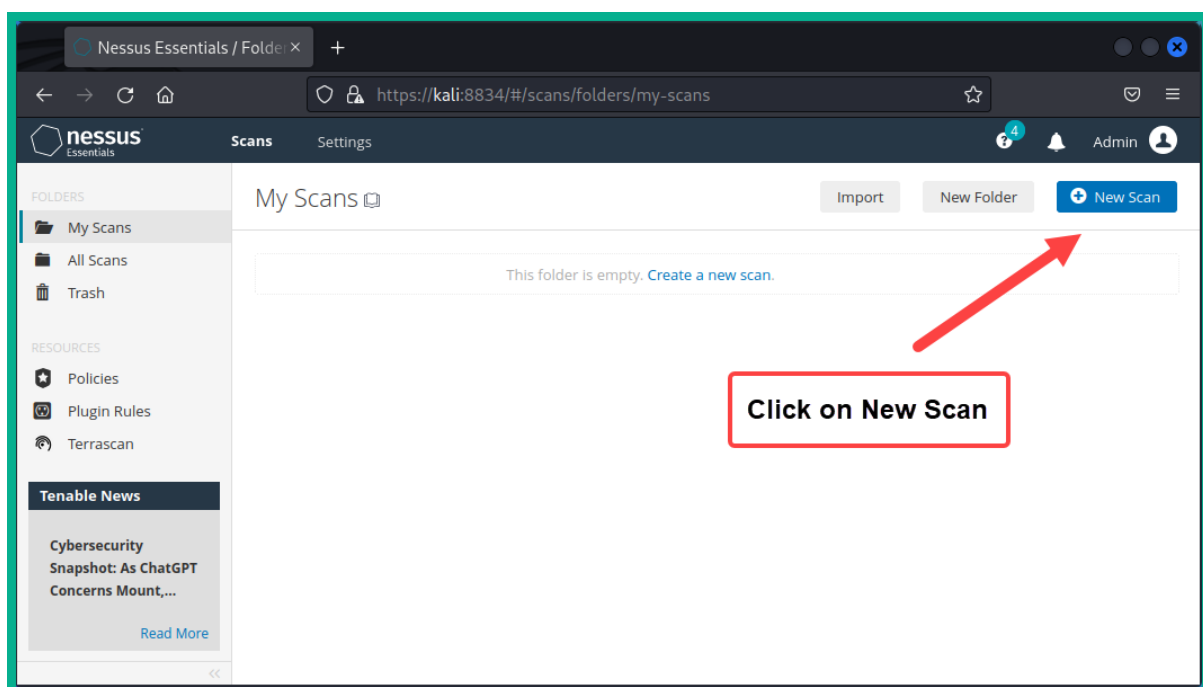 Nessus Essentials / Folde
https://kali:8834/#/scans/folders/my-scans
nessus
Essentials
Scans
Settings
4
Admin
FOLDERS
My Scans
All Scans
Trash
RESOURCES
Policies
Plugin Rules
Terrascan
Tenable News
Cybersecurity
Snapshot: As ChatGPT
Concerns Mount,...
Read More
My Scans
Import
New Folder
New Scan
This folder is empty. Create a new scan.
Click on New Scan